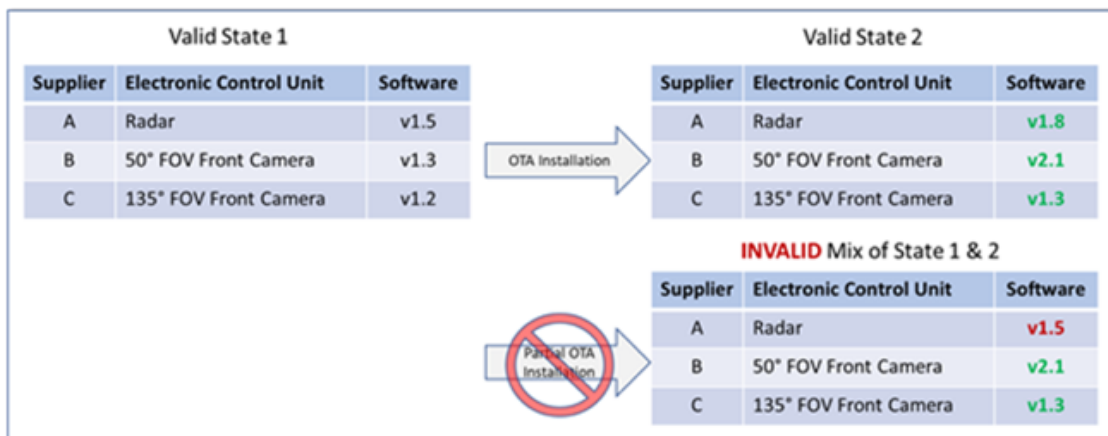 Valid State 1
Supplier Electronic Control Unit Software
A Radar v1.5
B 50° FOV Front Camera v1.3
C 135° FOV Front Camera v1.2
OTA Installation
Valid State 2
Supplier Electronic Control Unit Software
A Radar v1.8
B 50° FOV Front Camera v2.1
C 135° FOV Front Camera v1.3
Partial OTA
Installation
INVALID Mix of State 1 & 2
Supplier Electronic Control Unit Software
A Radar v1.5
B 50° FOV Front Camera v2.1
C 135° FOV Front Camera v1.3